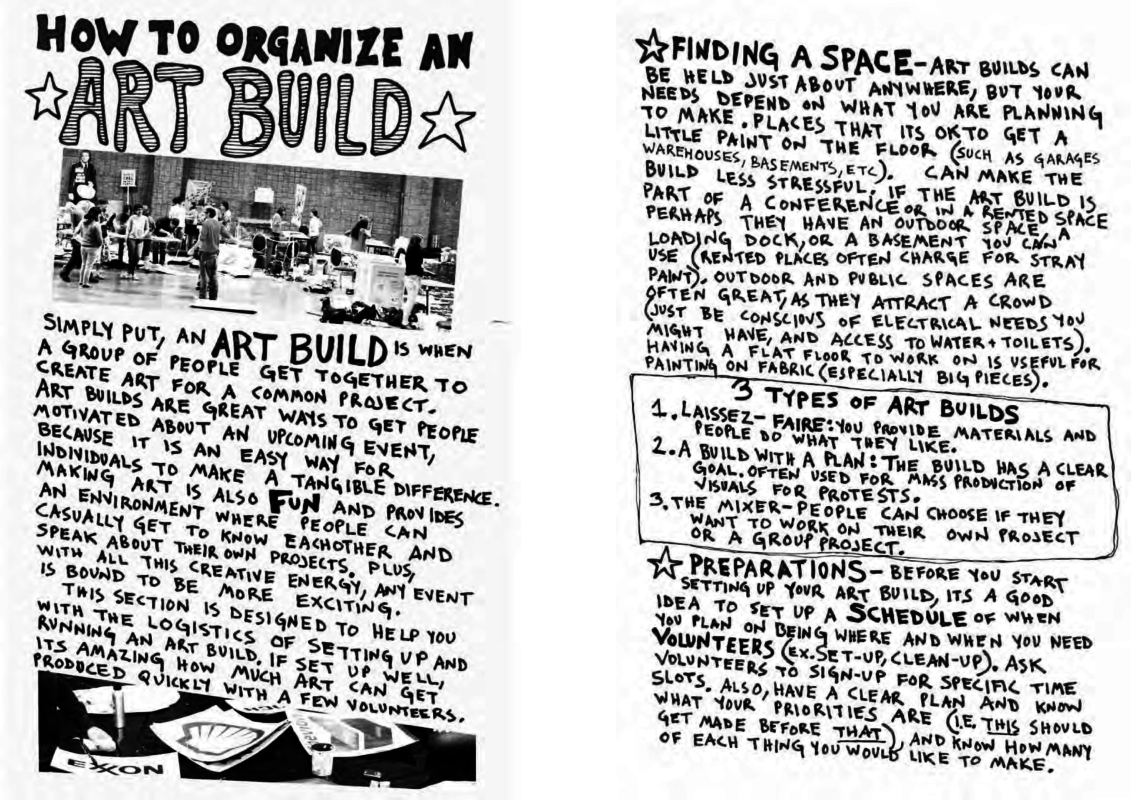 HOW TO ORGANIZE AN
ART BUILD
SIMPLY PUT, AN ART BUILD IS WHEN
A GROUP OF PEOPLE GET TOGETHER TO
CREATE ART FOR A COMMON PROJECT.
ART BUILDS ARE GREAT WAYS TO GET PEOPLE
MOTIVATED ABOUT AN UPCOMING EVENT,
BECAUSE IT IS AN EASY WAY FOR
INDIVIDUALS TO MAKE A TANGIBLE DIFFERENCE.
MAKING ART IS ALSO FUN AND PROVIDES
AN ENVIRONMENT WHERE PEOPLE CAN
CASUALLY GET TO KNOW EACHOTHER AND
SPEAK ABOUT THEIR OWN PROJECTS. PLUS,
WITH ALL THIS CREATIVE ENERGY, ANY EVENT
IS BOUND TO BE MORE EXCITING.
THIS SECTION IS DESIGNED TO HELP YOU
WITH THE LOGISTICS OF SETTING UP AND
RUNNING AN ART BUILD. IF SET UP WELL,
ITS AMAZING HOW MUCH ART CAN GET
PRODUCED QUICKLY WITH A FEW VOLUNTEERS.
EXXON
FINDING A SPACE - ART BUILDS CAN
BE HELD JUST ABOUT ANYWHERE, BUT YOUR
NEEDS DEPEND ON WHAT YOU ARE PLANNING
TO MAKE. PLACES THAT ITS OK TO GET A
LITTLE PAINT ON THE FLOOR (SUCH AS GARAGES
WAREHOUSES, BASEMENTS, ETC). CAN MAKE THE
BUILD LESS STRESSFUL. IF THE ART BUILD IS
PART OF A CONFERENCE OR IN A RENTED SPACE
PERHAPS THEY HAVE AN OUTDOOR SPACE, A
LOADING DOCK, OR A BASEMENT YOU CAN
USE (RENTED PLACES OFTEN CHARGE FOR STRAY
PAINT). OUTDOOR AND PUBLIC SPACES ARE
OFTEN GREAT, AS THEY ATTRACT A CROWD
(JUST BE CONSCIOUS OF ELECTRICAL NEEDS YOU
MIGHT HAVE, AND ACCESS TO WATER + TOILETS).
HAVING A FLAT FLOOR TO WORK ON IS USEFUL FOR
PAINTING ON FABRIC (ESPECIALLY BIG PIECES).
3 TYPES OF ART BUILDS
1. LAISSEZ-FAIRE: YOU PROVIDE MATERIALS AND
PEOPLE DO WHAT THEY LIKE.
2. A BUILD WITH A PLAN: THE BUILD HAS A CLEAR
GOAL. OFTEN USED FOR MASS PRODUCTION OF
VISUALS FOR PROTESTS.
3. THE MIXER - PEOPLE CAN CHOOSE IF THEY
WANT TO WORK ON THEIR OWN PROJECT
OR A GROUP PROJECT.
PREPARATIONS - BEFORE YOU START
SETTING UP YOUR ART BUILD, ITS A GOOD
IDEA TO SET UP A SCHEDULE OF WHEN
YOU PLAN ON BEING WHERE AND WHEN YOU NEED
VOLUNTEERS (EX. SET-UP, CLEAN-UP). ASK
VOLUNTEERS TO SIGN-UP FOR SPECIFIC TIME
SLOTS. ALSO, HAVE A CLEAR PLAN AND KNOW
WHAT YOUR PRIORITIES ARE (I.E. THIS SHOULD
GET MADE BEFORE THAT), AND KNOW HOW MANY
OF EACH THING YOU WOULD LIKE TO MAKE.